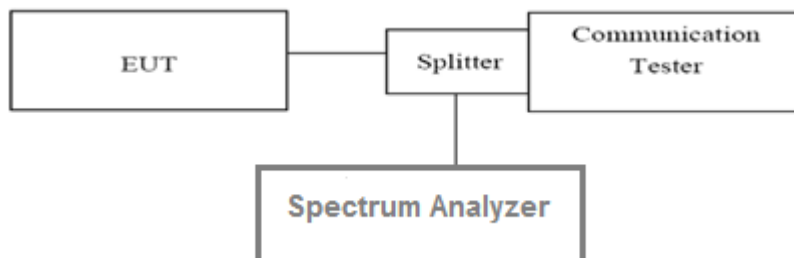 EUT
Splitter
Communication
Tester
Spectrum Analyzer